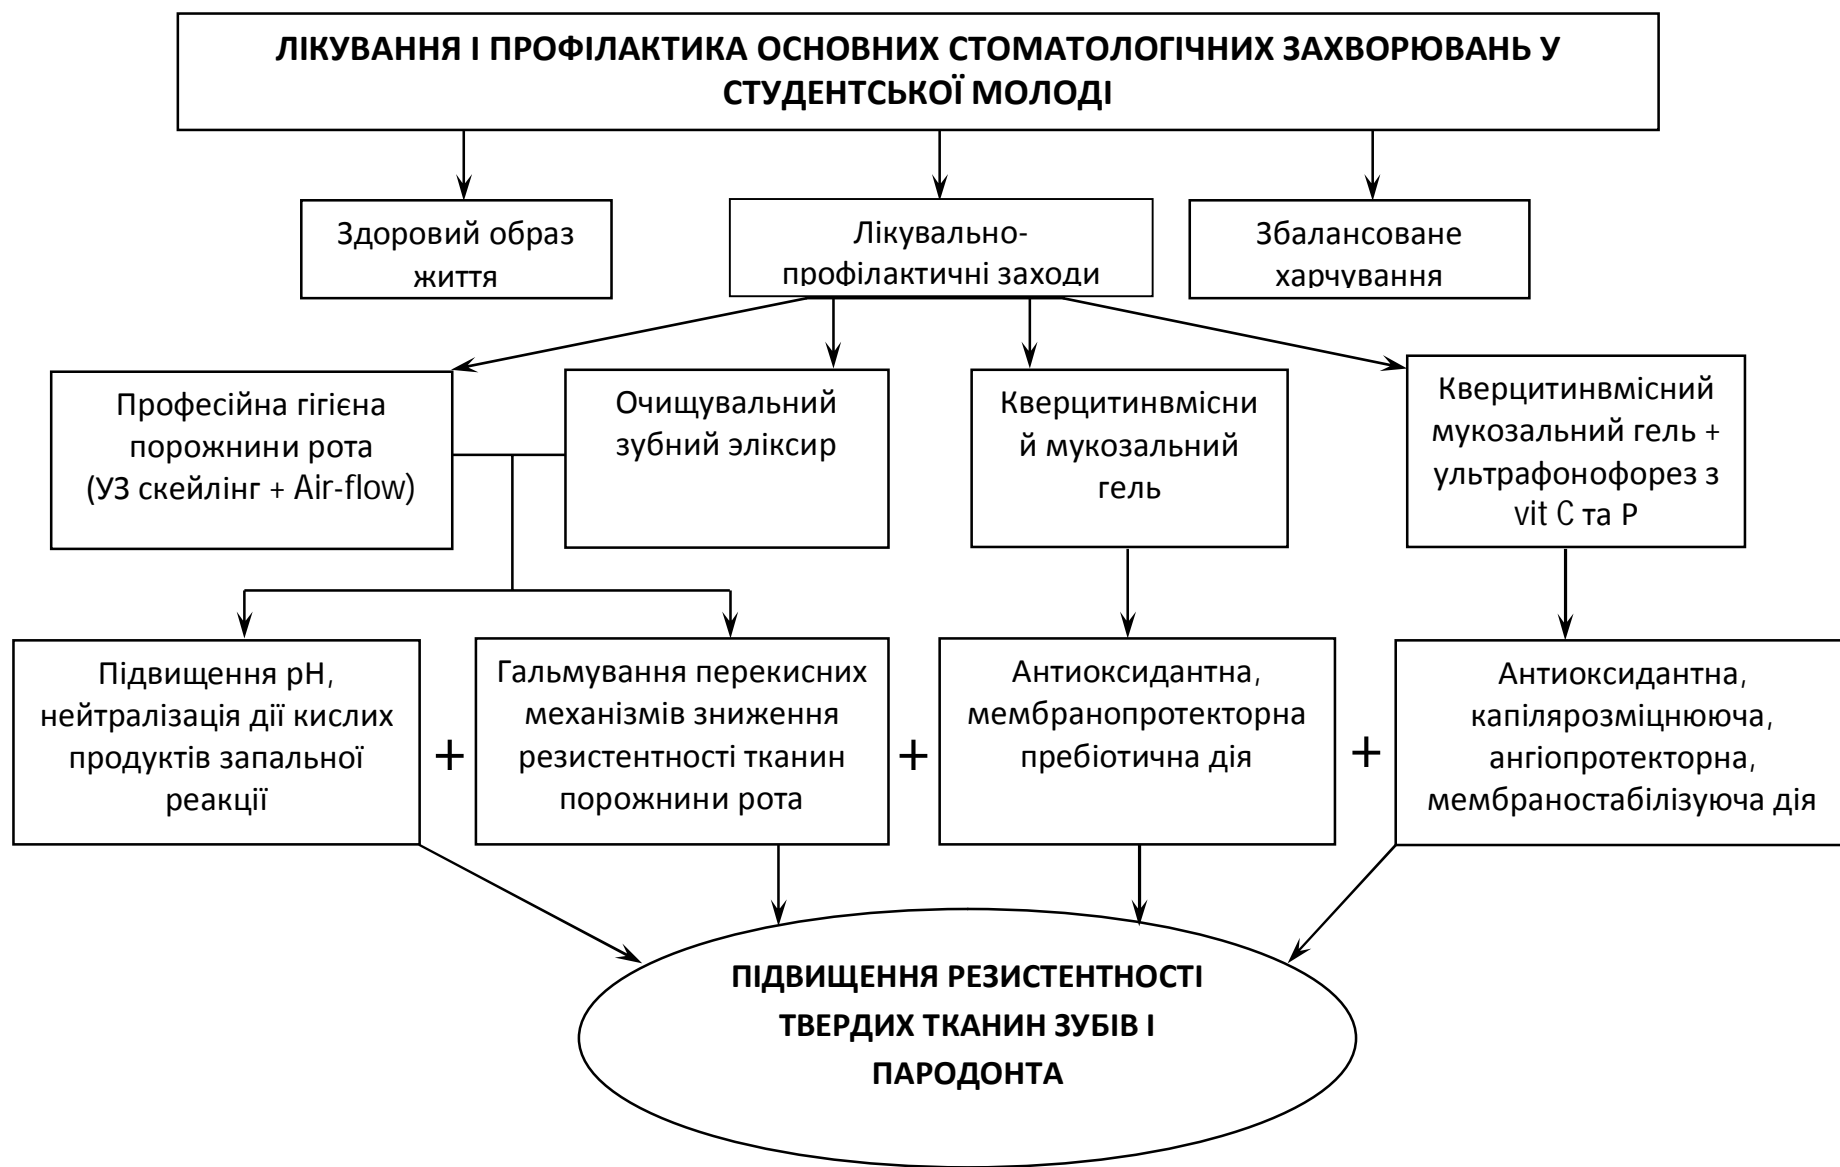 ЛІКУВАННЯ І ПРОФІЛАКТИКА ОСНОВНИХ СТОМАТОЛОГІЧНИХ ЗАХВОРЮВАНЬ У
СТУДЕНТСЬКОЇ МОЛОДІ
Здоровий образ
життя
Лікувально-
профілактичні заходи
Збалансоване
харчування
Професійна гігієна
порожнини рота
(УЗ скейлінг + Air-flow)
Очищувальний
зубний эліксир
Кверцитинвмісни
й мукозальний
гель
Кверцитинвмісний
мукозальний гель +
ультрафонофорез з
vit C та Р
Підвищення рН,
нейтралізація дії кислих
продуктів запальної
реакції
+
Гальмування перекисних
механізмів зниження
резистентності тканин
порожнини рота
+
Антиоксидантна,
мембранопротекторна
пребіотична дія
+
Антиоксидантна,
капілярозміцнююча,
ангіопротекторна,
мембраностабілізуюча дія
ПІДВИЩЕННЯ РЕЗИСТЕНТНОСТІ
ТВЕРДИХ ТКАНИН ЗУБІВ І
ПАРОДОНТА